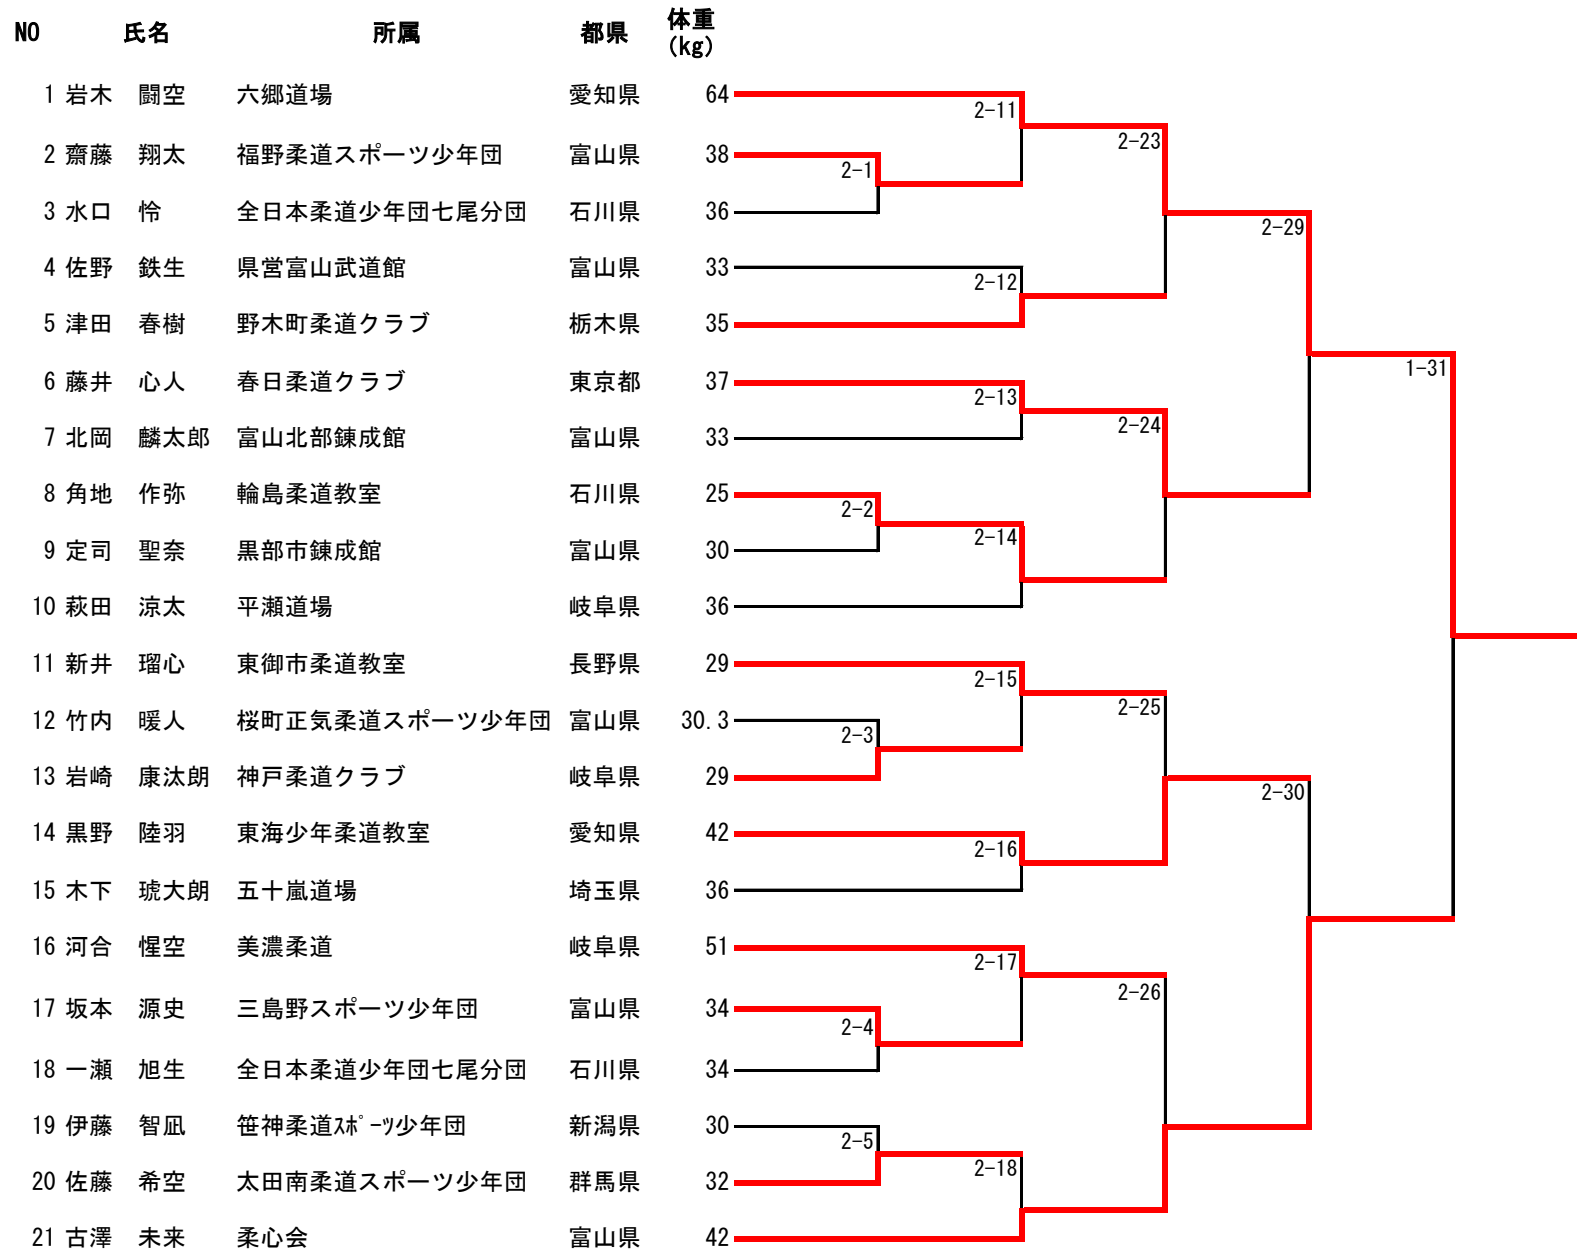 NO 氏名 所属 都県 体重(kg)
1 岩木 闘空 六郷道場 愛知県 64
2-11
2 齋藤 翔太 福野柔道スポーツ少年団 富山県 38
2-23
2-1
3 水口 怜 全日本柔道少年団七尾分団 石川県 36
2-29
4 佐野 鉄生 県営富山武道館 富山県 33
2-12
5 津田 春樹 野木町柔道クラブ 栃木県 35
1-31
6 藤井 心人 春日柔道クラブ 東京都 37
2-13
2-24
7 北岡 麟太郎 富山北部錬成館 富山県 33
8 角地 作弥 輪島柔道教室 石川県 25
2-2
2-14
9 定司 聖奈 黒部市錬成館 富山県 30
10 萩田 涼太 平瀬道場 岐阜県 36
11 新井 瑠心 東御市柔道教室 長野県 29
2-15
2-25
12 竹内 暖人 桜町正気柔道スポーツ少年団 富山県 30.3
2-3
13 岩崎 康汰朗 神戸柔道クラブ 岐阜県 29
2-30
14 黒野 陸羽 東海少年柔道教室 愛知県 42
2-16
15 木下 琥大朗 五十嵐道場 埼玉県 36
16 河合 惺空 美濃柔道 岐阜県 51
2-17
2-26
17 坂本 源史 三島野スポーツ少年団 富山県 34
2-4
18 一瀬 旭生 全日本柔道少年団七尾分団 石川県 34
19 伊藤 智凪 笹神柔道ｽﾎﾟｰﾂ少年団 新潟県 30
2-5
2-18
20 佐藤 希空 太田南柔道スポーツ少年団 群馬県 32
21 古澤 未来 柔心会 富山県 42